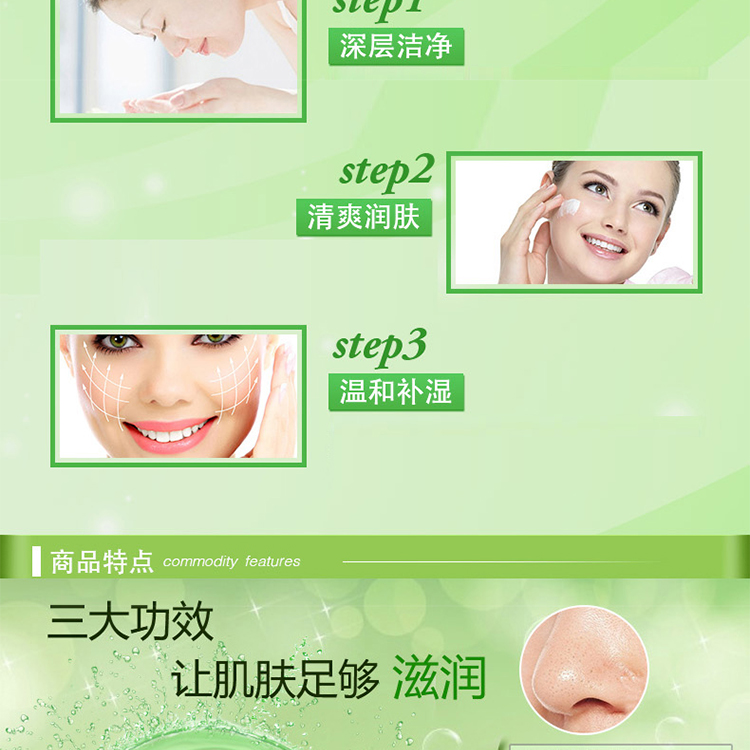 step1
深层洁净
step2
清爽润肤
step3
温和补湿
商品特点 commodity features
三大功效
让肌肤足够 滋润